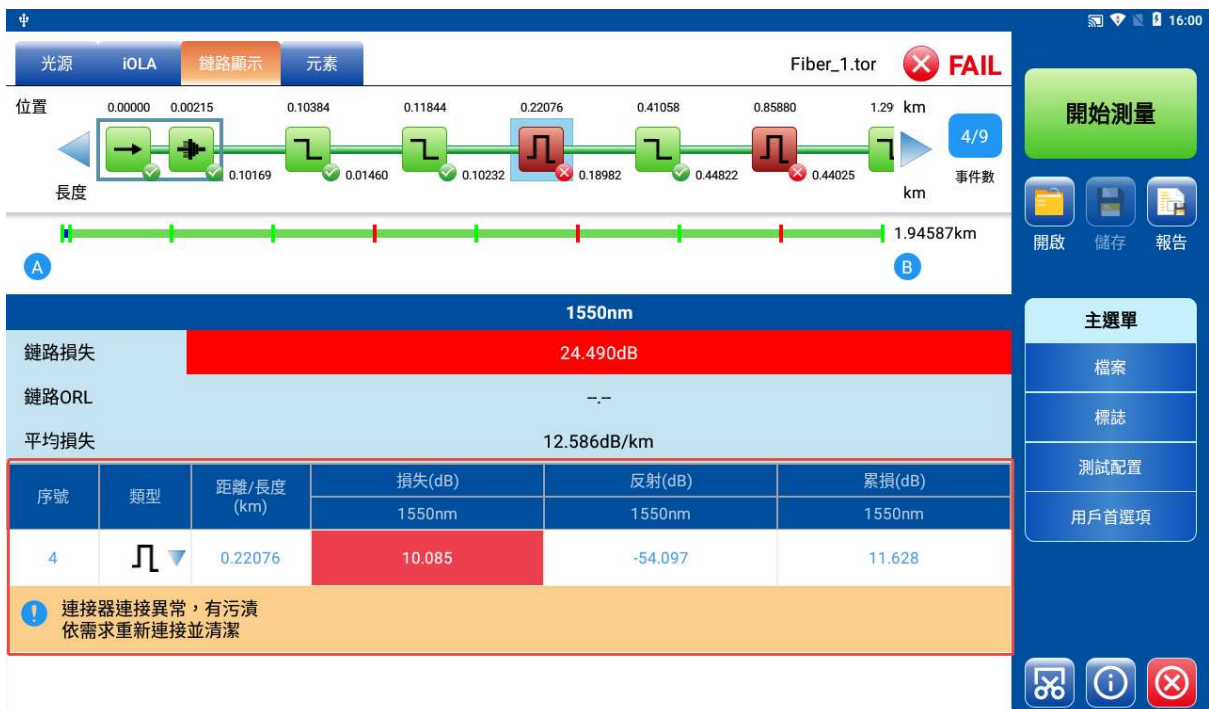 16:00
光源 iOLA 鏈路顯示 元素 Fiber_1.tor FAIL
位置 0.00000 0.00215 0.10384 0.11844 0.22076 0.41058 0.85880 1.29 km
4/9
0.10169 0.01460 0.10232 0.18982 0.44822 0.44025
事件數
長度 km
1.94587km
A B
1550nm
鏈路損失 24.490dB
鏈路ORL –.–
平均損失 12.586dB/km
序號 類型 距離/長度 (km) 損失(dB) 反射(dB) 累損(dB)
1550nm 1550nm 1550nm
4 0.22076 10.085 -54.097 11.628
連接器連接異常，有污漬
依需求重新連接並清潔
開始測量
開啟 儲存 報告
主選單
檔案
標誌
測試配置
用戶首選項